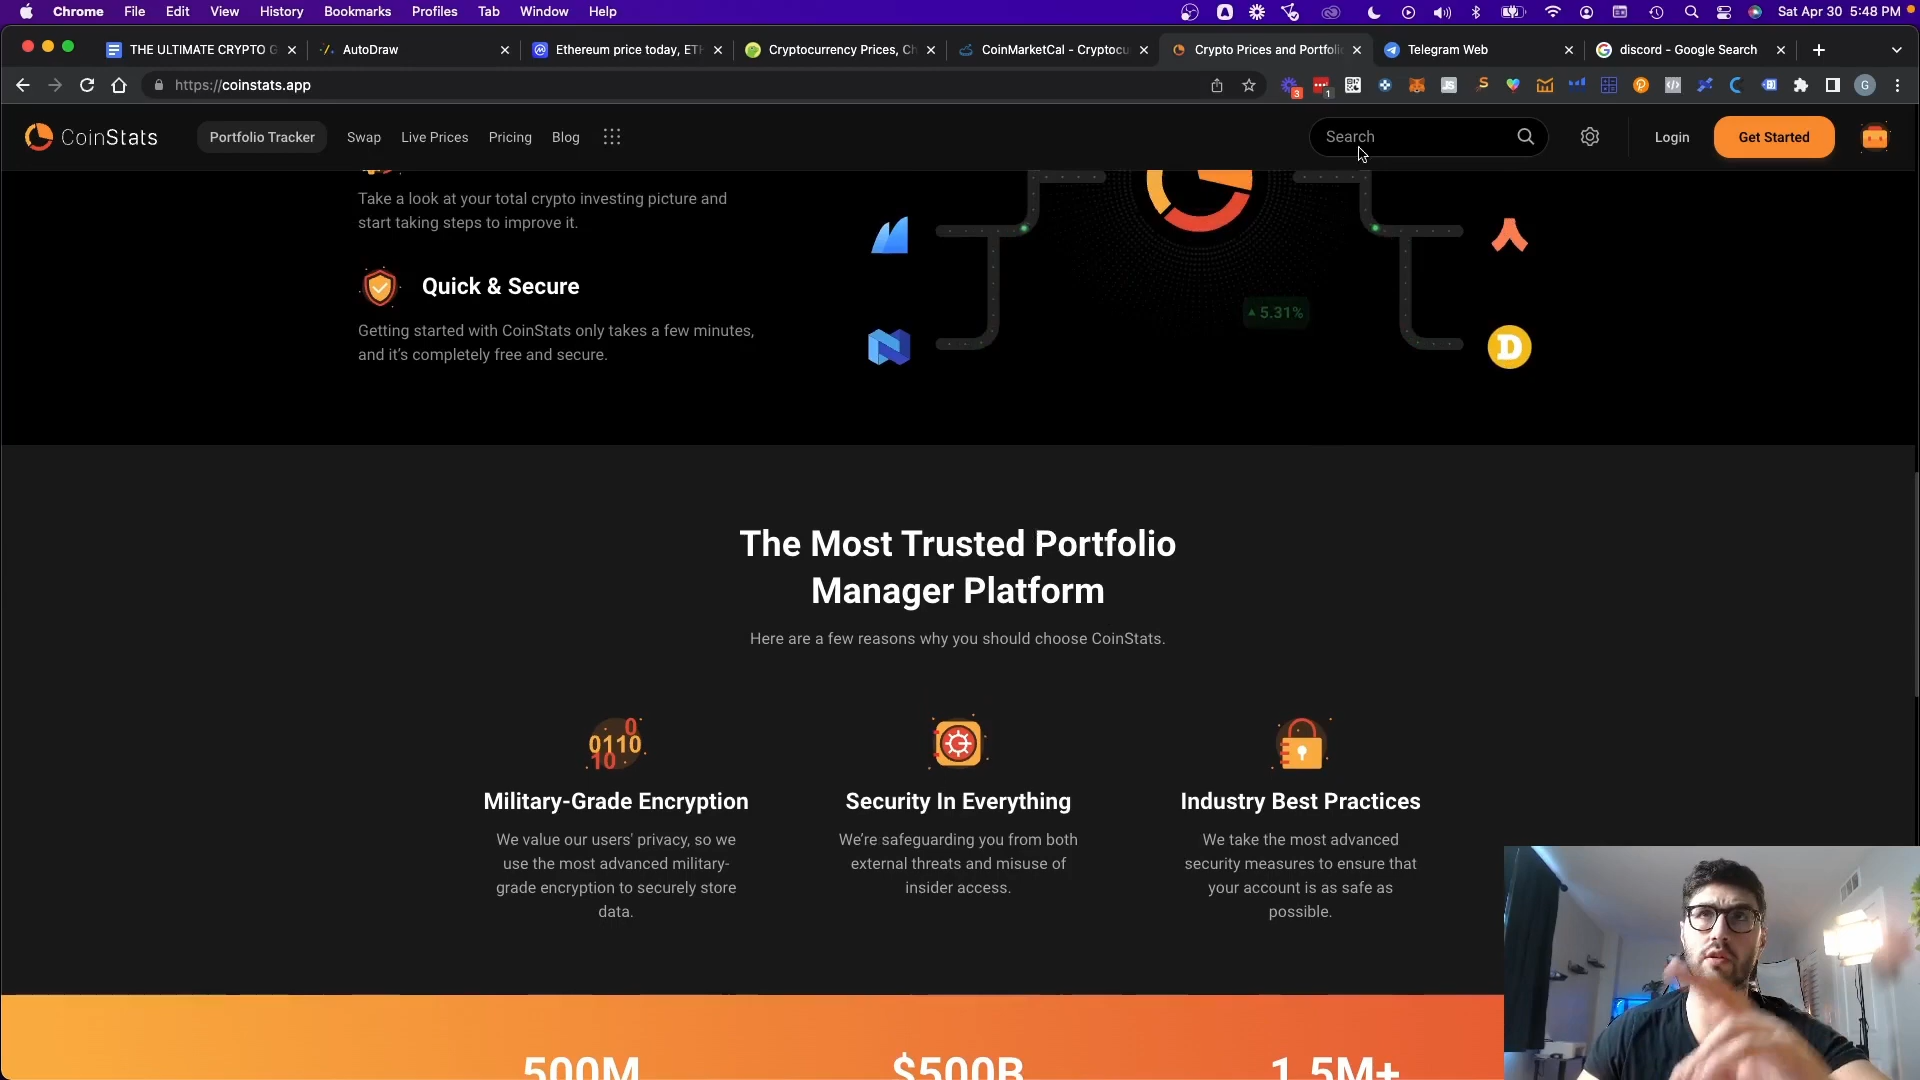 Chrome File Edit View History Bookmarks Profiles Tab Window Help Sat Apr 30 5:48 PM
THE ULTIMATE CRYPTO G AutoDraw Ethereum price today, ETH Cryptocurrency Prices, Ch CoinMarketCal - Cryptocu Crypto Prices and Portfolio Telegram Web discord - Google Search
https://coinstats.app
CoinStats Portfolio Tracker Swap Live Prices Pricing Blog Search Login Get Started
Take a look at your total crypto investing picture and
start taking steps to improve it.
Quick & Secure
Getting started with CoinStats only takes a few minutes,
and it's completely free and secure.
5.31%
The Most Trusted Portfolio
Manager Platform
Here are a few reasons why you should choose CoinStats.
0
0110
10
Military-Grade Encryption
We value our users' privacy, so we
use the most advanced military-
grade encryption to securely store
data.
Security In Everything
We're safeguarding you from both
external threats and misuse of
insider access.
Industry Best Practices
We take the most advanced
security measures to ensure that
your account is as safe as
possible.
500M $500B 1.5M+